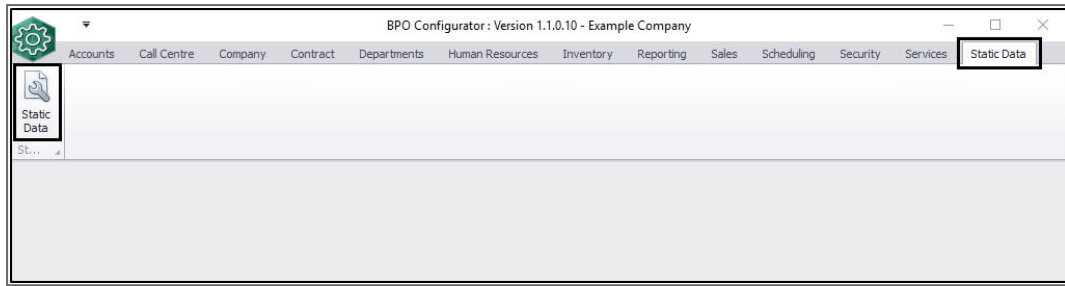 BPO Configurator : Version 1.1.0.10 - Example Company
Accounts Call Centre Company Contract Departments Human Resources Inventory Reporting Sales Scheduling Security Services Static Data
Static
Data
St...